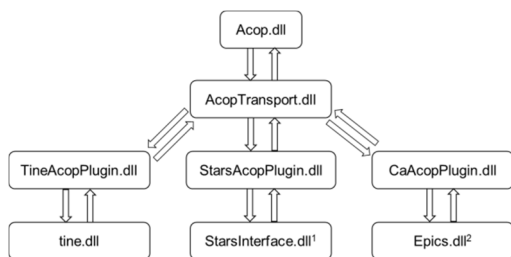 Acop.dll
AcopTransport.dll
TineAcopPlugin.dll StarsAcopPlugin.dll CaAcopPlugin.dll
tine.dll StarsInterface.dll¹ Epics.dll²